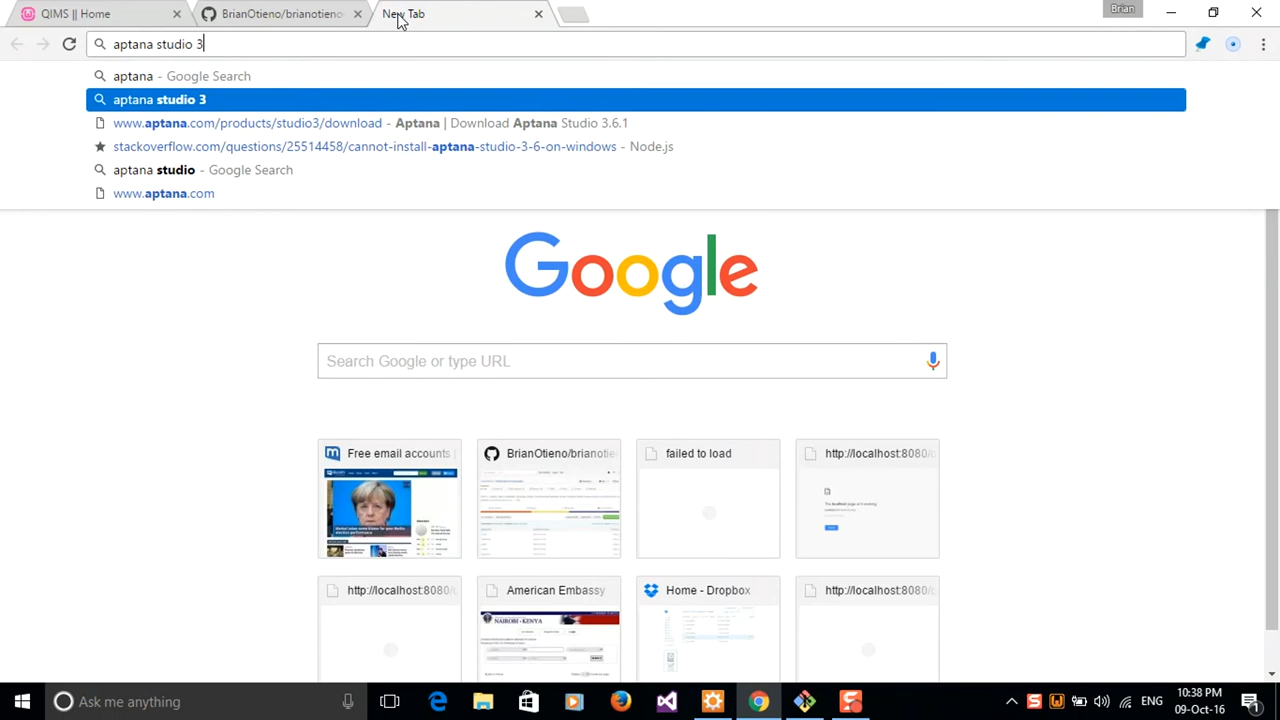 QIMS || Home
BrianOtieno/brianotieno
New Tab
Brian
aptana studio 3
aptana - Google Search
aptana studio 3
www.aptana.com/products/studio3/download - Aptana | Download Aptana Studio 3.6.1
stackoverflow.com/questions/25514458/cannot-install-aptana-studio-3-6-on-windows - Node.js
aptana studio - Google Search
www.aptana.com
Google
Search Google or type URL
Free email accounts
BrianOtieno/brianotie
failed to load
http://localhost:8080/
http://localhost:8080/
American Embassy
Home - Dropbox
http://localhost:8080/
NAIROBI • KENYA
Ask me anything
ENG
10:38 PM
09-Oct-16